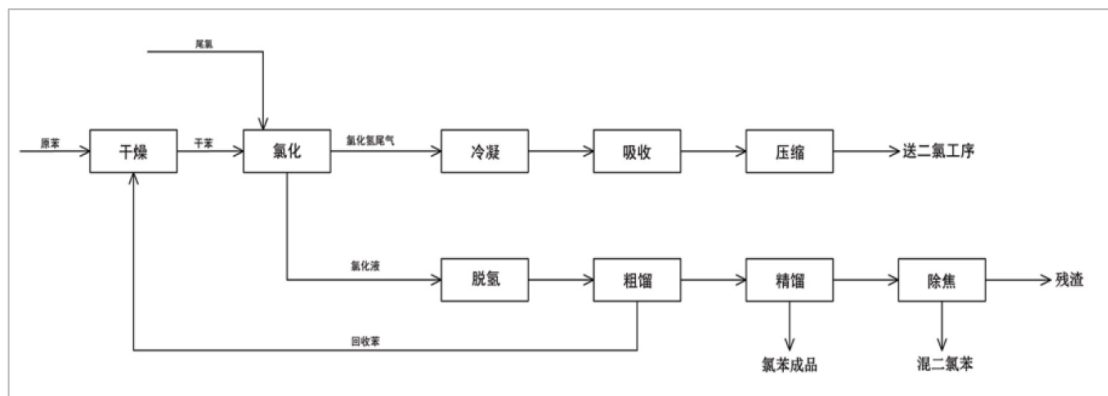 尾氯
原苯
干燥
干苯
氯化
氯化氢尾气
冷凝
吸收
压缩
送二氯工序
氯化液
脱氢
粗馏
精馏
除焦
残渣
回收苯
氯苯成品
混二氯苯